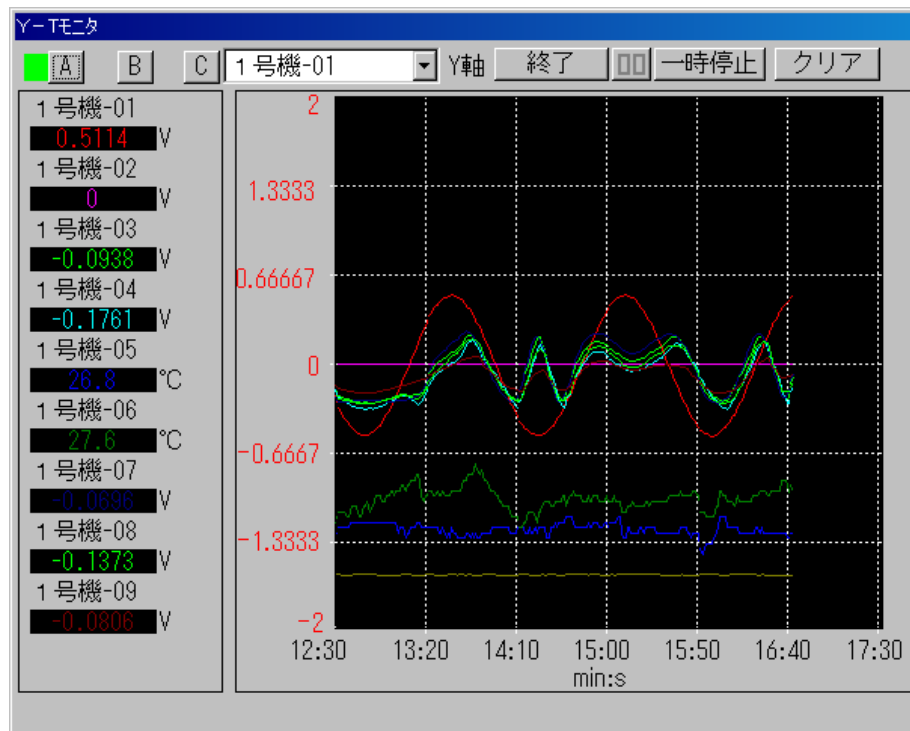 Y－Tモニタ
A B C 1号機-01 Y軸 終了 一時停止 クリア
1号機-01
0.5114 V
1号機-02
0 V
1号機-03
-0.0938 V
1号機-04
-0.1761 V
1号機-05
26.8 ℃
1号機-06
27.6 ℃
1号機-07
-0.0696 V
1号機-08
-0.1373 V
1号機-09
-0.0806 V
2
1.3333
0.66667
0
-0.6667
-1.3333
-2
12:30 13:20 14:10 15:00 15:50 16:40 17:30
min:s